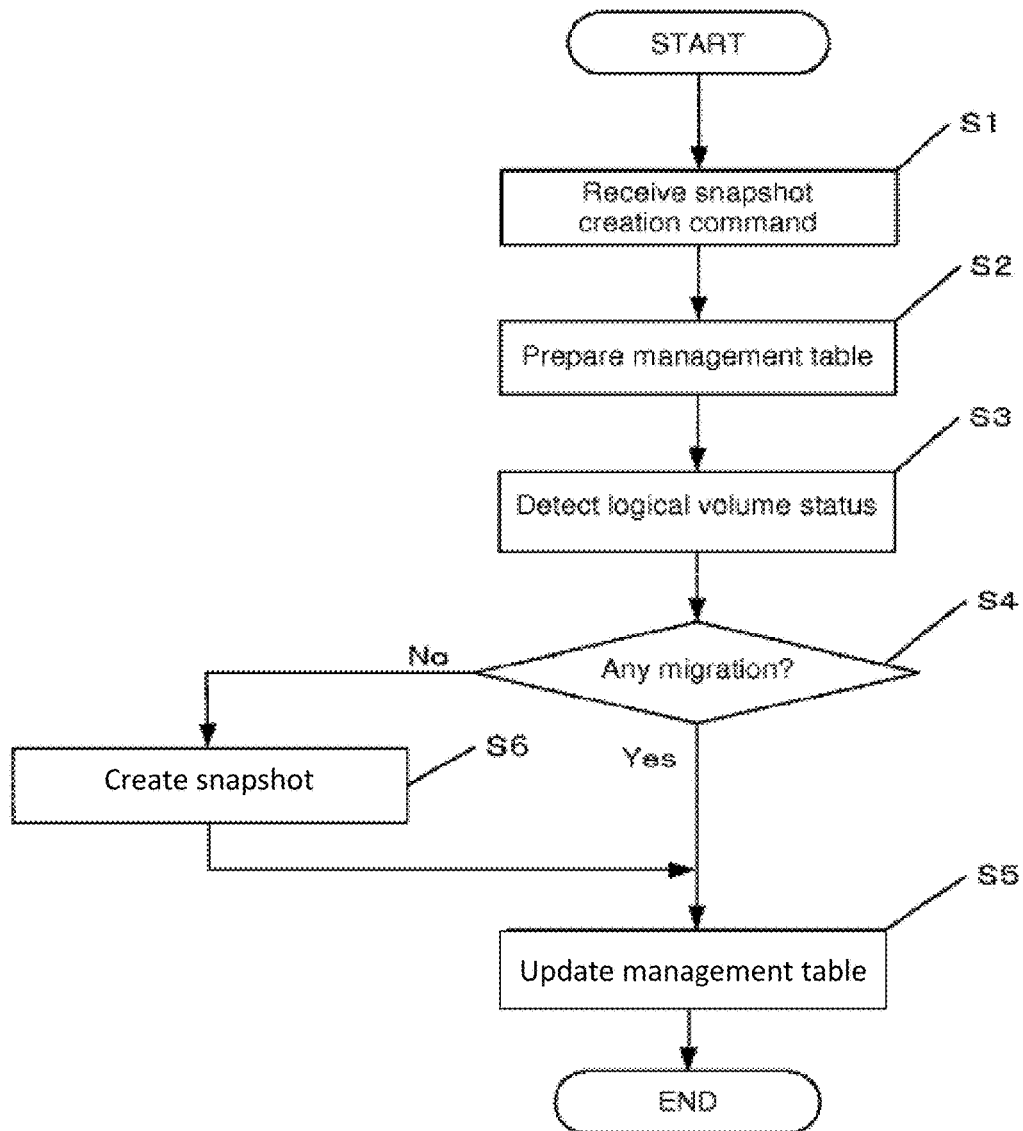 START
S1
Receive snapshot
creation command
S2
Prepare management table
S3
Detect logical volume status
S4
Any migration?
No
Yes
S6
Create snapshot
S5
Update management table
END